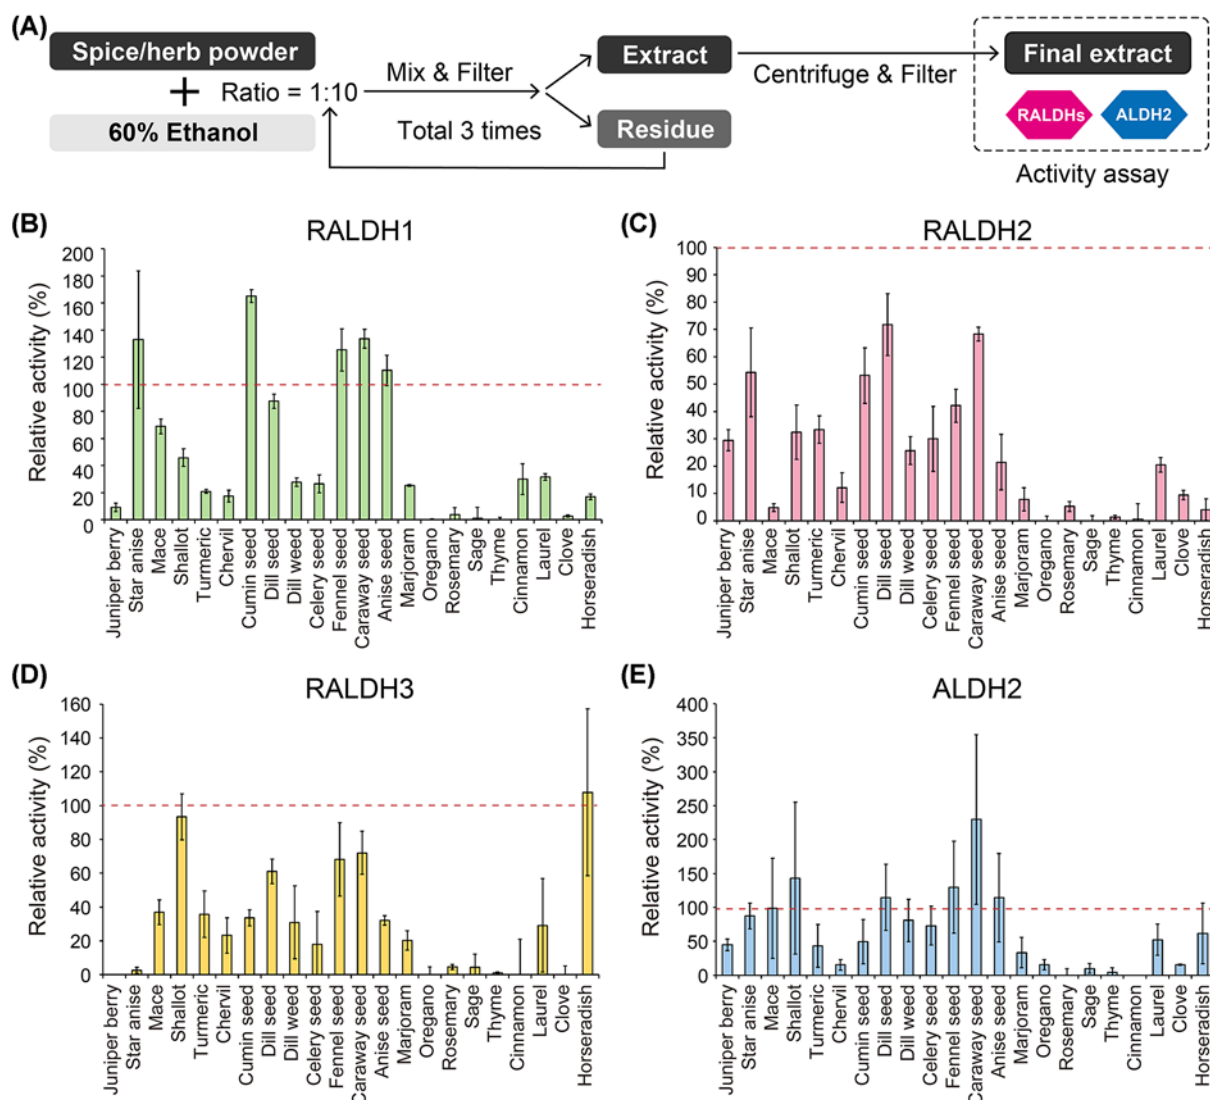 (A)
Spice/herb powder
+
Ratio = 1:10
60% Ethanol
Mix & Filter
Total 3 times
Extract
Residue
Centrifuge & Filter
Final extract
RALDHs
ALDH2
Activity assay
(B)
RALDH1
Relative activity (%)
200
180
160
140
120
100
80
60
40
20
0
Juniper berry
Star anise
Mace
Shallot
Turmeric
Chervil
Cumin seed
Dill seed
Dill weed
Celery seed
Fennel seed
Caraway seed
Anise seed
Marjoram
Oregano
Rosemary
Sage
Thyme
Cinnamon
Laurel
Clove
Horseradish
(C)
RALDH2
Relative activity (%)
100
90
80
70
60
50
40
30
20
10
0
Juniper berry
Star anise
Mace
Shallot
Turmeric
Chervil
Cumin seed
Dill seed
Dill weed
Celery seed
Fennel seed
Caraway seed
Anise seed
Marjoram
Oregano
Rosemary
Sage
Thyme
Cinnamon
Laurel
Clove
Horseradish
(D)
RALDH3
Relative activity (%)
160
140
120
100
80
60
40
20
0
Juniper berry
Star anise
Mace
Shallot
Turmeric
Chervil
Cumin seed
Dill seed
Dill weed
Celery seed
Fennel seed
Caraway seed
Anise seed
Marjoram
Oregano
Rosemary
Sage
Thyme
Cinnamon
Laurel
Clove
Horseradish
(E)
ALDH2
Relative activity (%)
400
350
300
250
200
150
100
50
0
Juniper berry
Star anise
Mace
Shallot
Turmeric
Chervil
Cumin seed
Dill seed
Dill weed
Celery seed
Fennel seed
Caraway seed
Anise seed
Marjoram
Oregano
Rosemary
Sage
Thyme
Cinnamon
Laurel
Clove
Horseradish